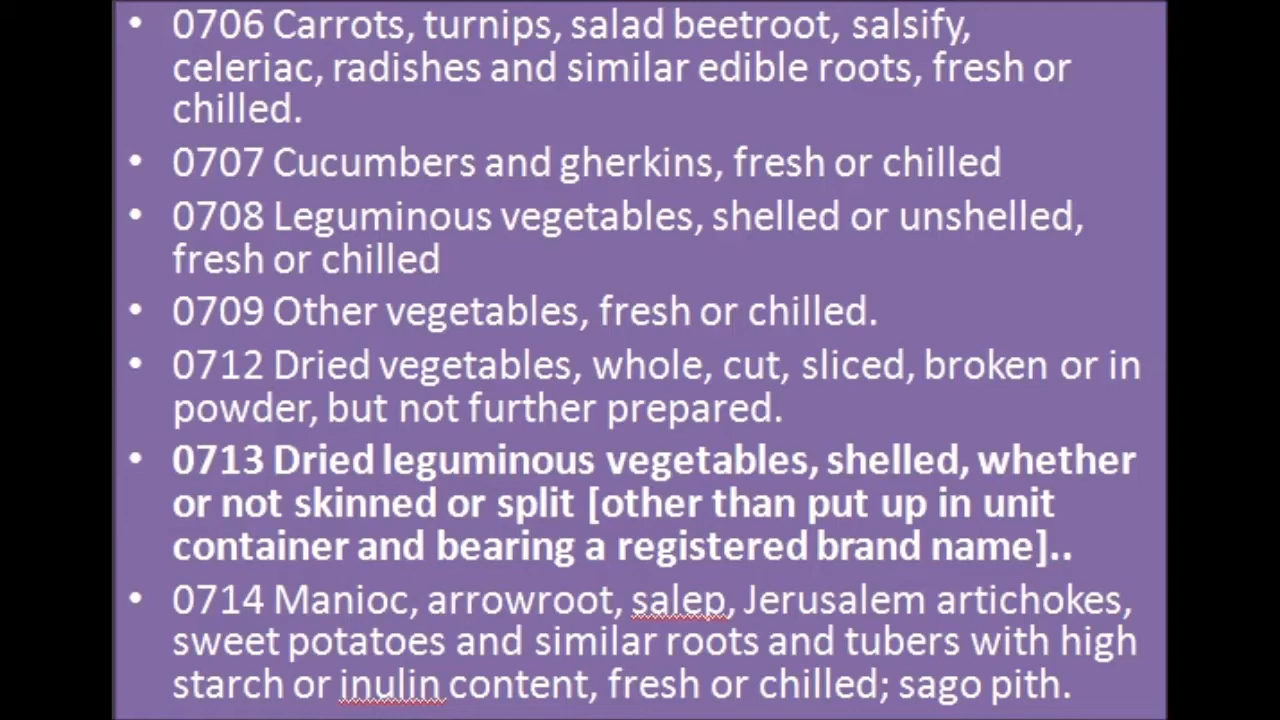 • 0706 Carrots, turnips, salad beetroot, salsify,
celeriac, radishes and similar edible roots, fresh or
chilled.
• 0707 Cucumbers and gherkins, fresh or chilled
• 0708 Leguminous vegetables, shelled or unshelled,
fresh or chilled
• 0709 Other vegetables, fresh or chilled.
• 0712 Dried vegetables, whole, cut, sliced, broken or in
powder, but not further prepared.
• 0713 Dried leguminous vegetables, shelled, whether
or not skinned or split [other than put up in unit
container and bearing a registered brand name]..
• 0714 Manioc, arrowroot, salep, Jerusalem artichokes,
sweet potatoes and similar roots and tubers with high
starch or inulin content, fresh or chilled; sago pith.